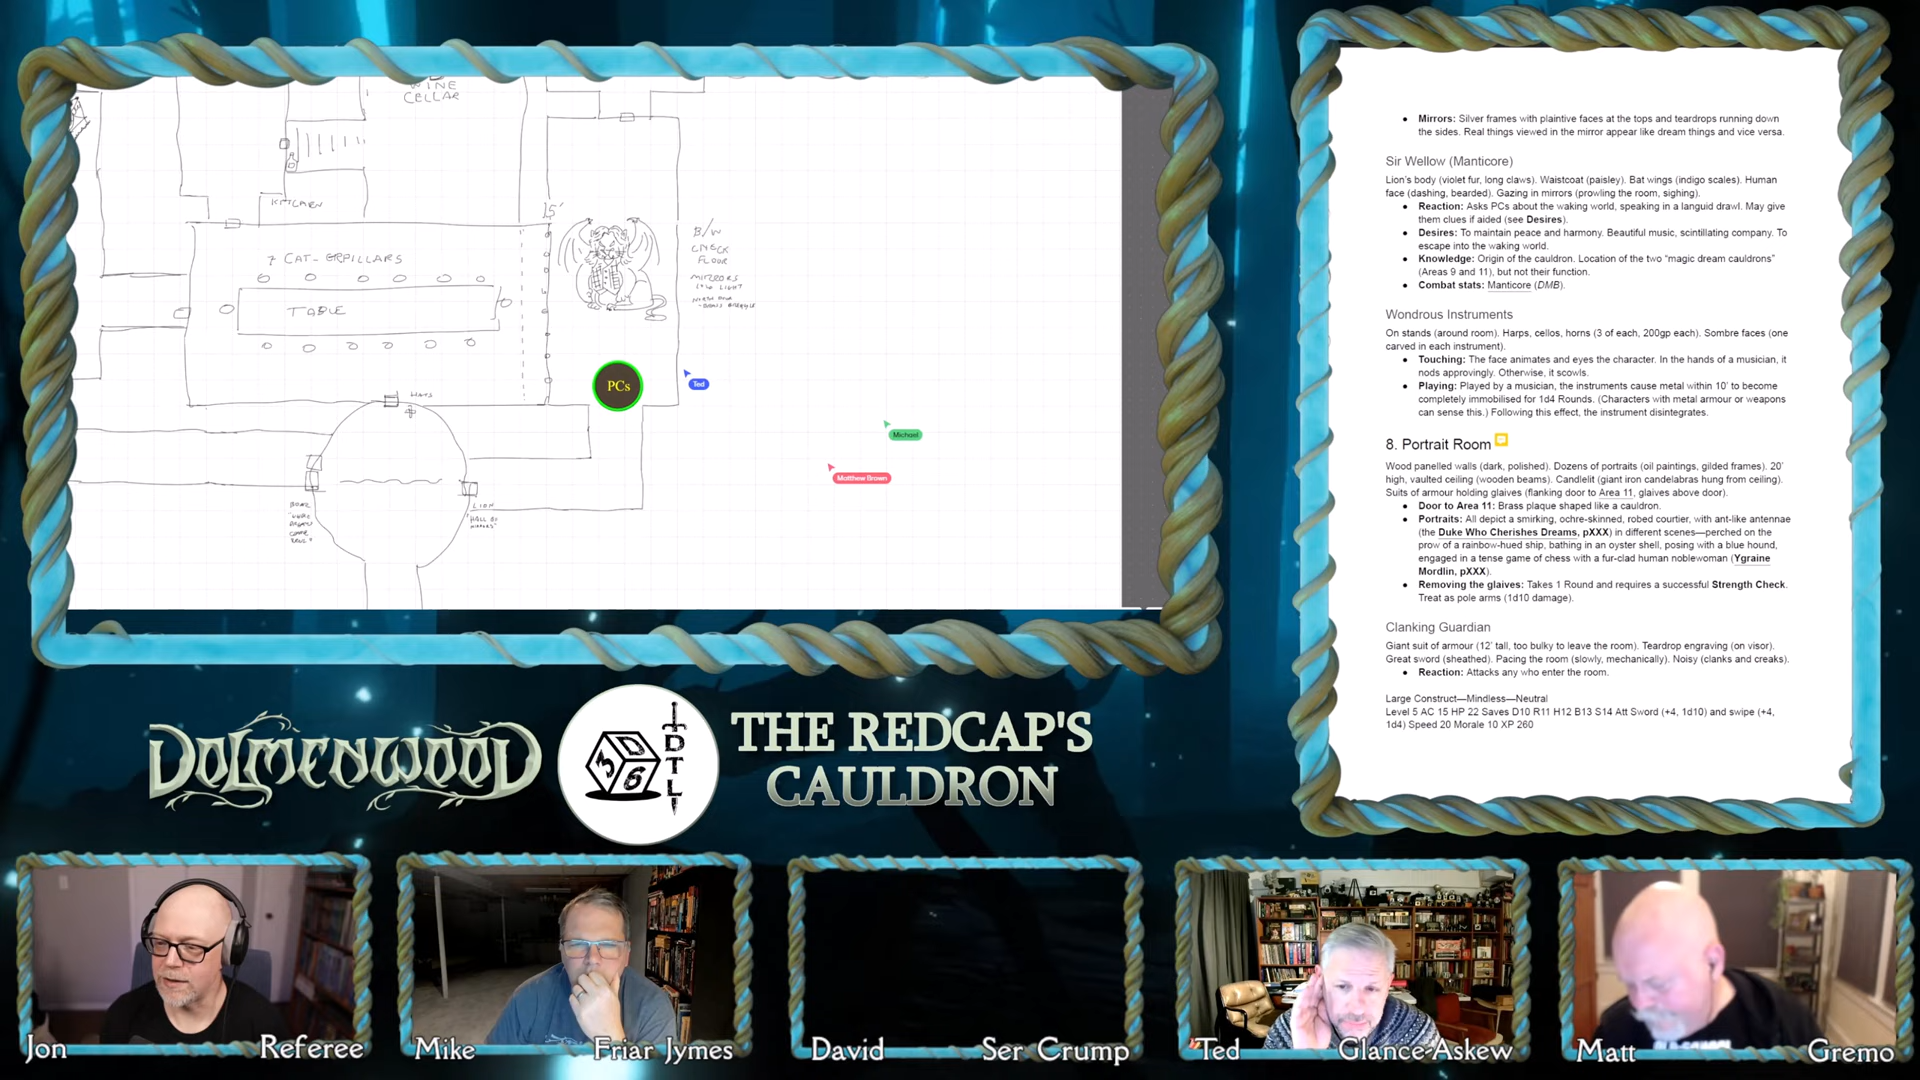 WINE
CELLAR
KITCHEN
15'
7 CAT-ERPILLARS
TABLE
B/W
CHECK
FLOOR
MIRRORS
LOW LIGHT
PCs
Ted
HATS
Michael
Matthew Brown
LION
"HALL OF
MIRRORS"
• Mirrors: Silver frames with plaintive faces at the tops and teardrops running down
the sides. Real things viewed in the mirror appear like dream things and vice versa.
Sir Wellow (Manticore)
Lion's body (violet fur, long claws). Waistcoat (paisley). Bat wings (indigo scales). Human
face (dashing, bearded). Gazing in mirrors (prowling the room, sighing).
• Reaction: Asks PCs about the waking world, speaking in a languid drawl. May give
them clues if aided (see Desires).
• Desires: To maintain peace and harmony. Beautiful music, scintillating company. To
escape into the waking world.
• Knowledge: Origin of the cauldron. Location of the two "magic dream cauldrons"
(Areas 9 and 11), but not their function.
• Combat stats: Manticore (DMB).
Wondrous Instruments
On stands (around room). Harps, cellos, horns (3 of each, 200gp each). Sombre faces (one
carved in each instrument).
• Touching: The face animates and eyes the character. In the hands of a musician, it
nods approvingly. Otherwise, it scowls.
• Playing: Played by a musician, the instruments cause metal within 10' to become
completely immobilised for 1d4 Rounds. (Characters with metal armour or weapons
can sense this.) Following this effect, the instrument disintegrates.
8. Portrait Room
Wood panelled walls (dark, polished). Dozens of portraits (oil paintings, gilded frames). 20'
high, vaulted ceiling (wooden beams). Candlelit (giant iron candelabras hung from ceiling).
Suits of armour holding glaives (flanking door to Area 11, glaives above door).
• Door to Area 11: Brass plaque shaped like a cauldron.
• Portraits: All depict a smirking, ochre-skinned, robed courtier, with ant-like antennae
(the Duke Who Cherishes Dreams, pXXX) in different scenes—perched on the
prow of a rainbow-hued ship, bathing in an oyster shell, posing with a blue hound,
engaged in a tense game of chess with a fur-clad human noblewoman (Ygraine
Mordlin, pXXX).
• Removing the glaives: Takes 1 Round and requires a successful Strength Check.
Treat as pole arms (1d10 damage).
Clanking Guardian
Giant suit of armour (12' tall, too bulky to leave the room). Teardrop engraving (on visor).
Great sword (sheathed). Pacing the room (slowly, mechanically). Noisy (clanks and creaks).
• Reaction: Attacks any who enter the room.
Large Construct—Mindless—Neutral
Level 5 AC 15 HP 22 Saves D10 R11 H12 B13 S14 Att Sword (+4, 1d10) and swipe (+4,
1d4) Speed 20 Morale 10 XP 260
DOLMENWOOD
3 D 6
DTL
THE REDCAP'S
CAULDRON
Jon Referee
Mike Friar Jymes
David Ser Crump
Ted Glance-Askew
Matt Gremo